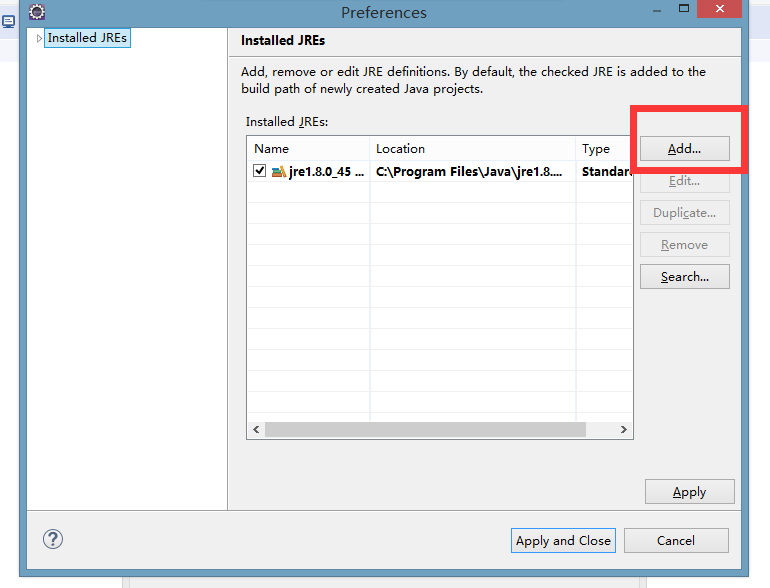 Preferences
Installed JREs
Installed JREs
Add, remove or edit JRE definitions. By default, the checked JRE is added to the
build path of newly created Java projects.
Installed JREs:
Name Location Type
jre1.8.0_45 ... C:\Program Files\Java\jre1.8.... Standar
Add...
Edit...
Duplicate...
Remove
Search...
Apply
? Apply and Close Cancel